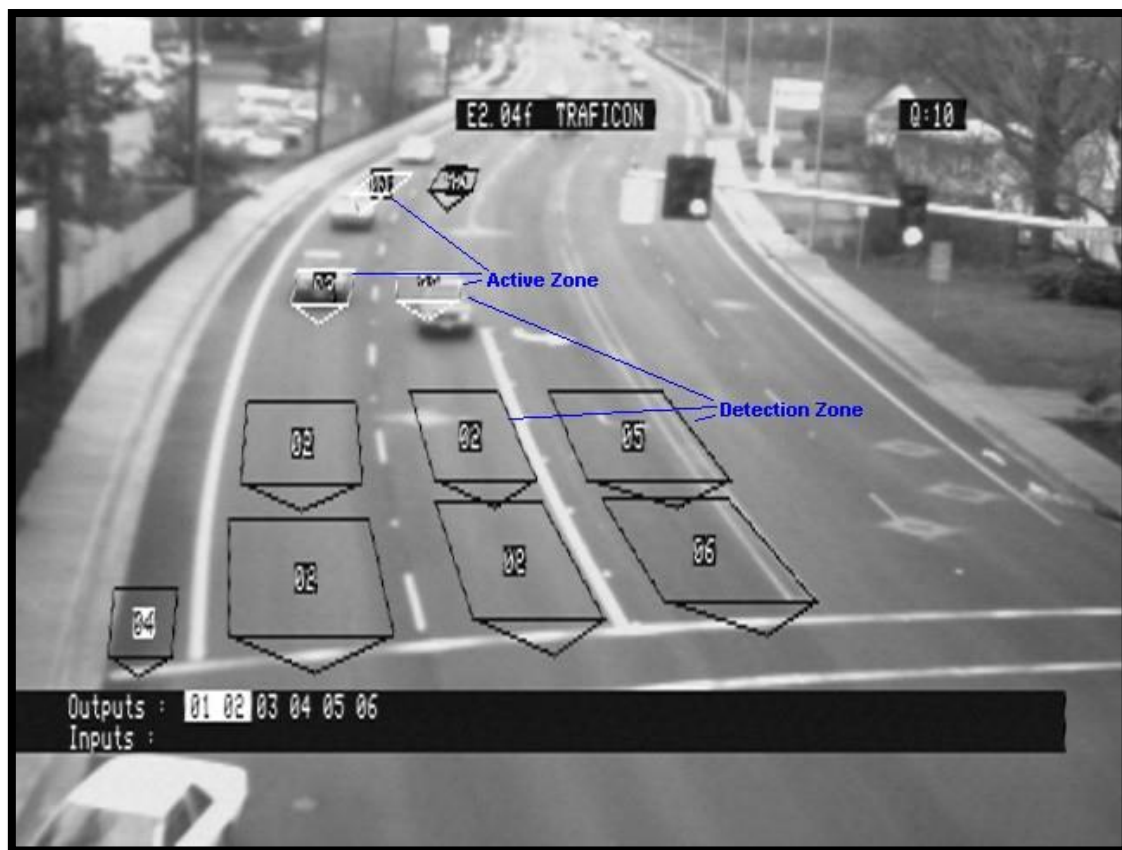 E2.04f TRAFICON
Q:10
Active Zone
Detection Zone
02 02 05
02 02 06
04
Outputs : 01 02 03 04 05 06
Inputs :